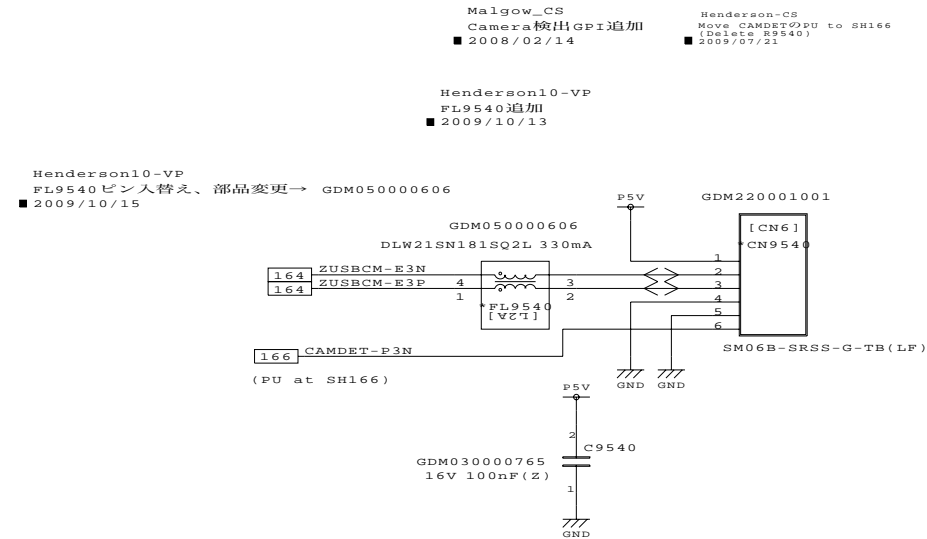 Malgow_CS
Camera検出GPI追加
■ 2008/02/14
Henderson-CS
Move CAMDETのPU to SH166
(Delete R9540)
■ 2009/07/21
Henderson10-VP
FL9540追加
■ 2009/10/13
Henderson10-VP
FL9540ピン入替え、部品変更→ GDM050000606
■ 2009/10/15
P5V
GDM220001001
GDM050000606
DLW21SN181SQ2L 330mA
[CN6]
*CN9540
164
ZUSBCM-E3N
164
ZUSBCM-E3P
4
3
1
2
*FL9540
[L2A]
1
2
3
4
5
6
SM06B-SRSS-G-TB(LF)
166
CAMDET-P3N
(PU at SH166)
GND
GND
P5V
2
C9540
GDM030000765
16V 100nF(Z)
1
GND